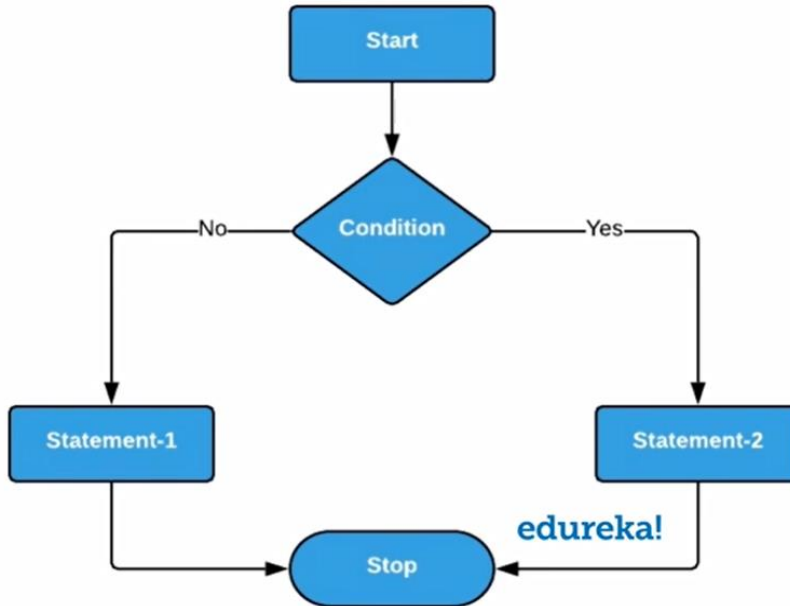 Start
Condition
No
Yes
Statement-1
Statement-2
edureka!
Stop